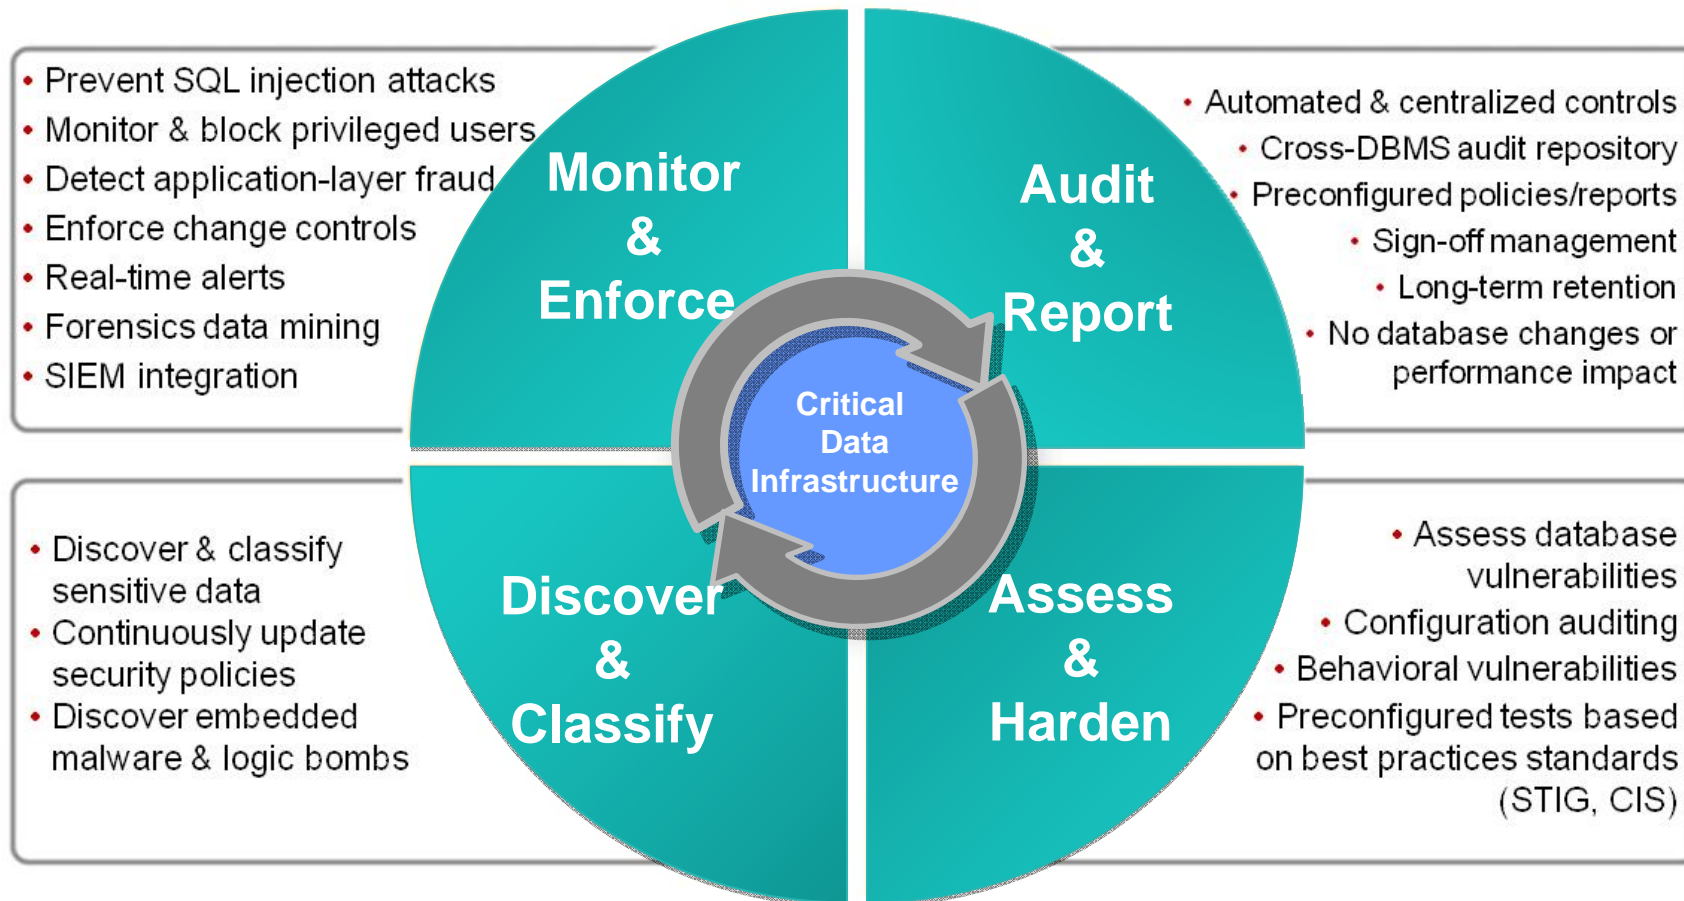 • Prevent SQL injection attacks
• Monitor & block privileged users
• Detect application-layer fraud
• Enforce change controls
• Real-time alerts
• Forensics data mining
• SIEM integration
Monitor
&
Enforce
Audit
&
Report
• Automated & centralized controls
• Cross-DBMS audit repository
• Preconfigured policies/reports
• Sign-off management
• Long-term retention
• No database changes or
performance impact
Critical
Data
Infrastructure
• Discover & classify
sensitive data
• Continuously update
security policies
• Discover embedded
malware & logic bombs
Discover
&
Classify
Assess
&
Harden
• Assess database
vulnerabilities
• Configuration auditing
• Behavioral vulnerabilities
• Preconfigured tests based
on best practices standards
(STIG, CIS)